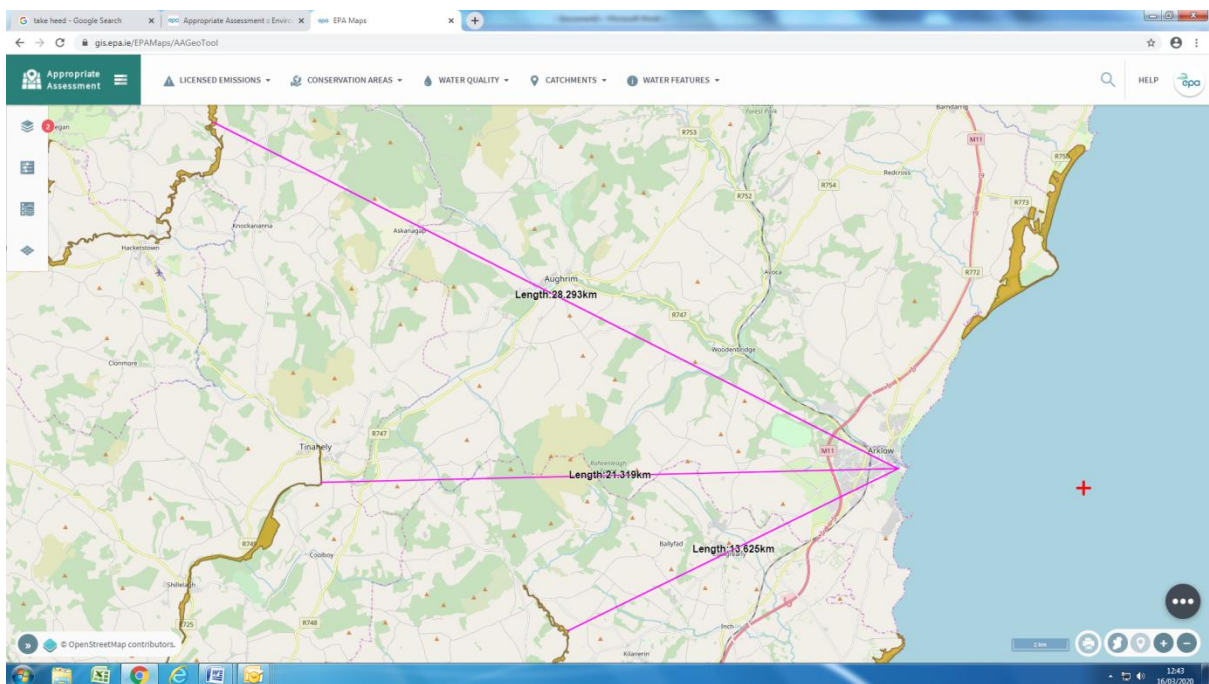 take heed - Google Search
Appropriate Assessment :: Enviro
EPA Maps
gis.epa.ie/EPAMaps/AAGeoTool
Appropriate Assessment
LICENSED EMISSIONS
CONSERVATION AREAS
WATER QUALITY
CATCHMENTS
WATER FEATURES
HELP
epa
2
Barndarrig
R753
M11
R750
Redcross
R754
R752
R773
Knockananna
Askanagap
Hacketstown
Avoca
R772
Aughrim
Length:28.293km
R747
Woodenbridge
Clonmore
R747
Tinahely
M11
Arklow
Length:21.319km
R749
Coolboy
Ballyfad
Length:13.625km
Shillelagh
R725
R748
Inch
Kilanerin
© OpenStreetMap contributors.
2 km
12:43
16/03/2020